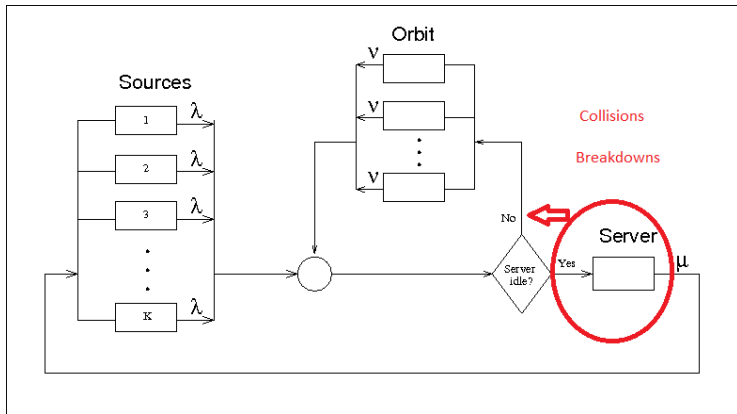 Orbit
ν
Sources
λ
1
ν
λ
2
Collisions
λ
3
ν
Breakdowns
No
Server
Server
idle?
Yes
μ
λ
K